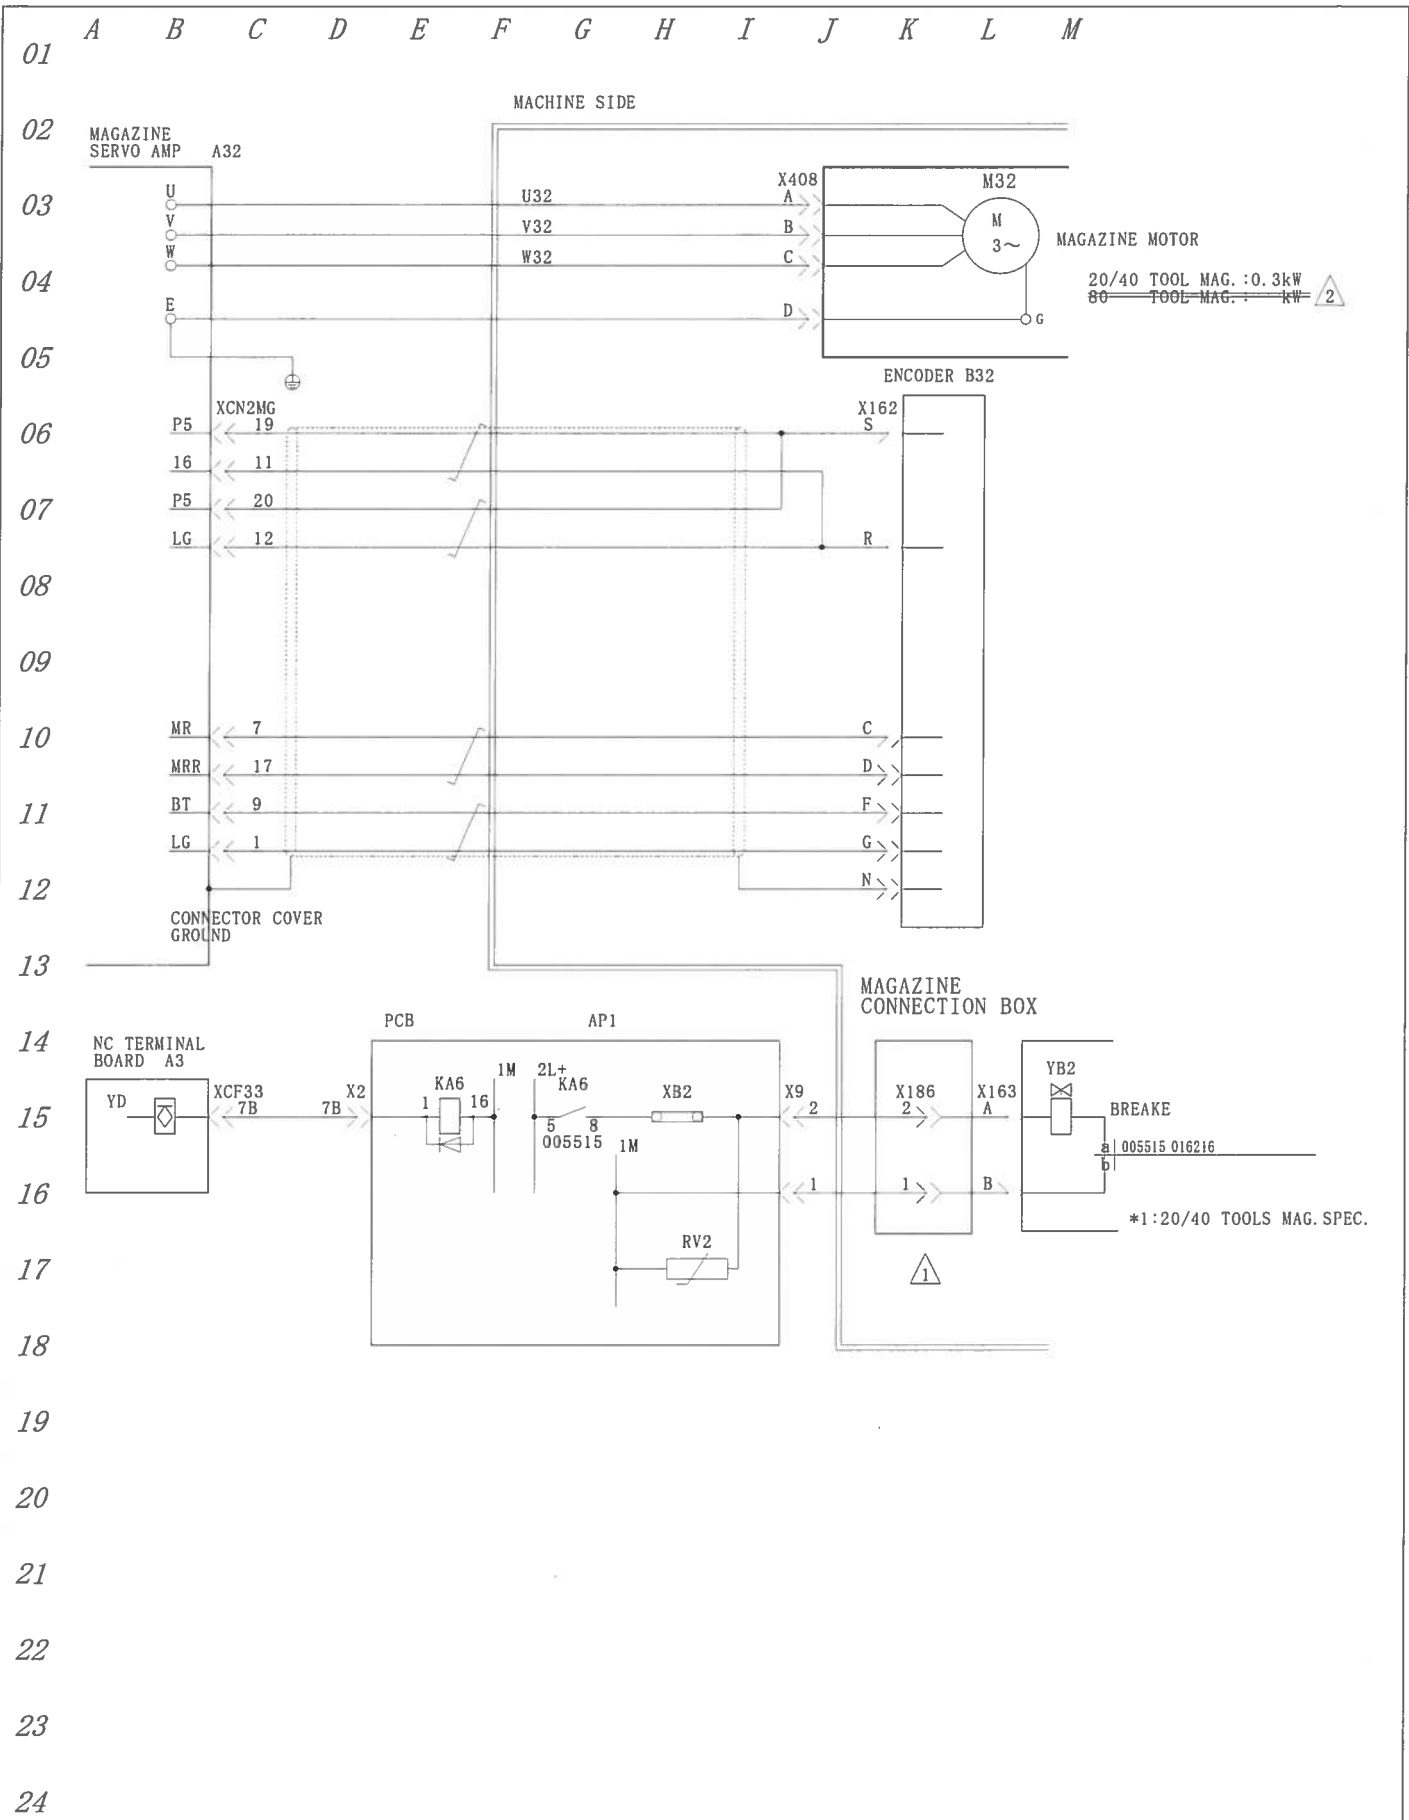 A B C D E F G H I J K L M
01
MACHINE SIDE
02
MAGAZINE
SERVO AMP A32
X408 M32
03
U U32 A
V V32 B M
3~ MAGAZINE MOTOR
W W32 C
04
20/40 TOOL MAG.:0.3kW
80 TOOL MAG. : kW 2
E D G
05
ENCODER B32
XCN2MG X162
06
P5 19 S
16 11
07
P5 20
LG 12 R
08
09
10
MR 7 C
MRR 17 D
11
BT 9 F
LG 1 G
12
N
CONNECTOR COVER
GROUND
13
MAGAZINE
CONNECTION BOX
14
PCB AP1
NC TERMINAL
BOARD A3
1M 2L+ YB2
XCF33 X2 KA6 KA6 XB2 X9 X186 X163
15
YD 7B 7B 1 16 5 8 2 2 A BREAKE
005515 1M
a 005515 016216
b
16
1 1 B
*1:20/40 TOOLS MAG.SPEC.
RV2
17
1
18
19
20
21
22
23
24